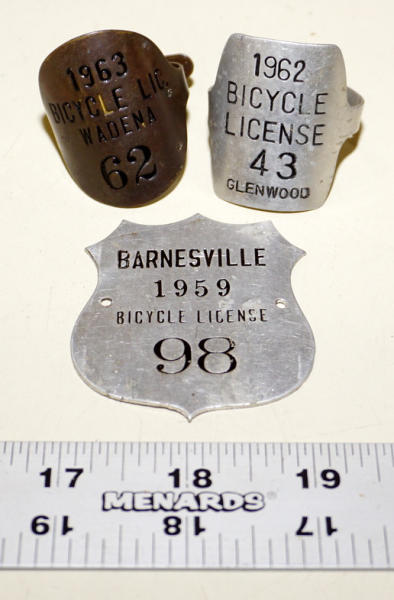 1963
BICYCLE LIC.
WADENA
62
1962
BICYCLE
LICENSE
43
GLENWOOD
BARNESVILLE
1959
BICYCLE LICENSE
98
17 18 19
MENARDS®
19 18 17